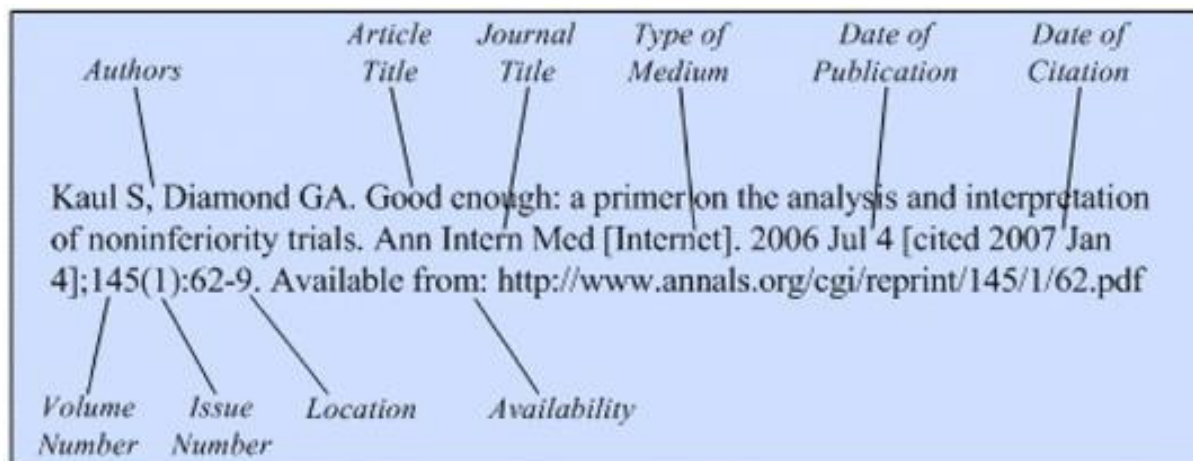 Article Journal Type of Date of Date of
Authors Title Title Medium Publication Citation
Kaul S, Diamond GA. Good enough: a primer on the analysis and interpretation
of noninferiority trials. Ann Intern Med [Internet]. 2006 Jul 4 [cited 2007 Jan
4];145(1):62-9. Available from: http://www.annals.org/cgi/reprint/145/1/62.pdf
Volume Issue Location Availability
Number Number